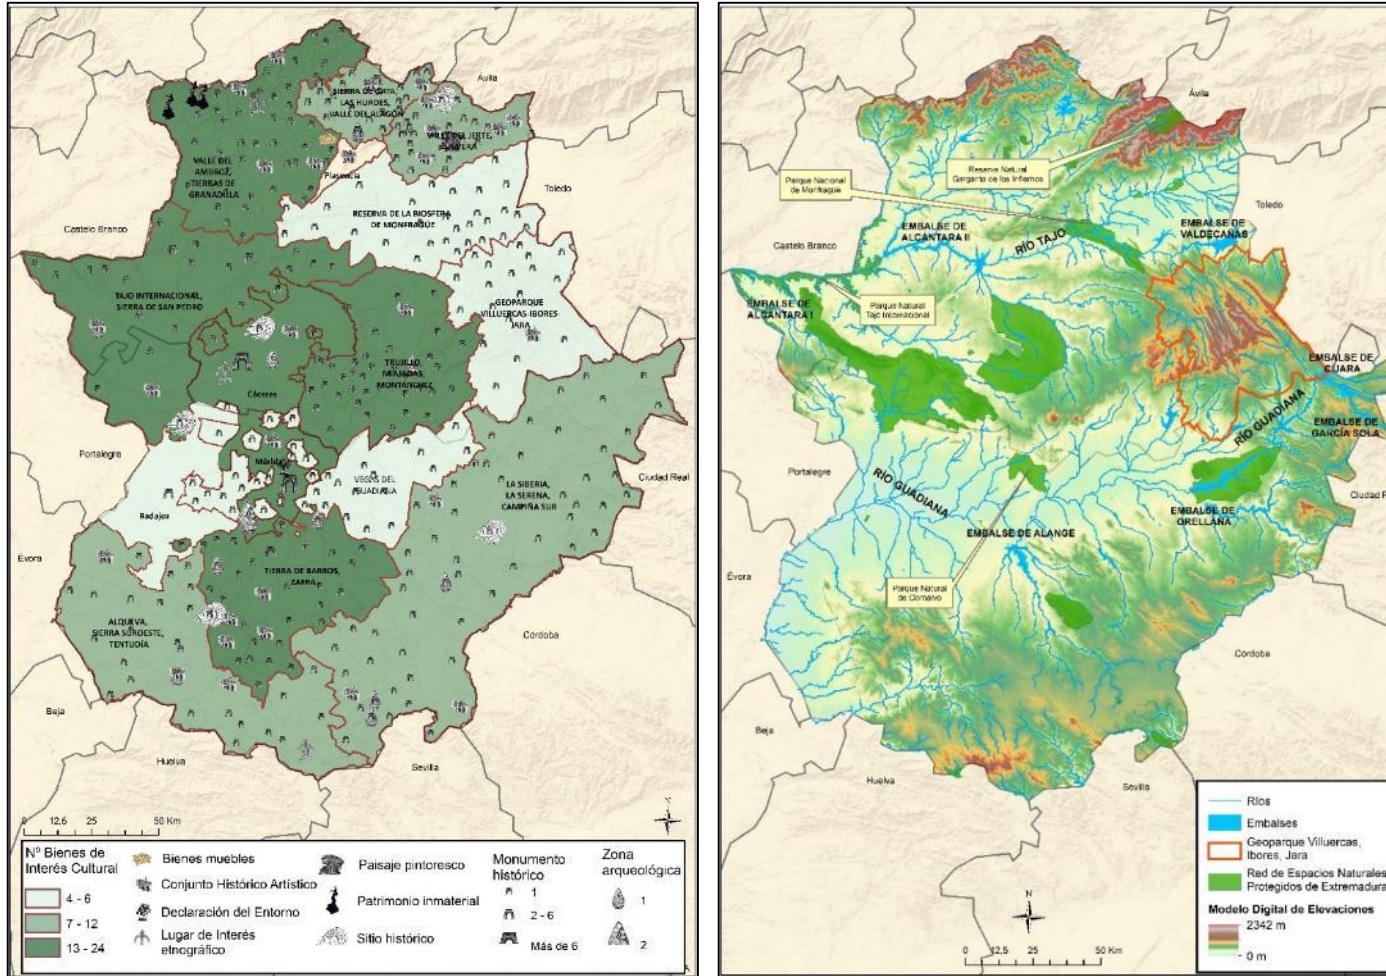 Ávila
SIERRA DE GATA,
LAS HURDES,
VALLE DEL ALAGÓN
VALLE DEL JERTE,
LA VERA
VALLE DEL
AMBROZ,
TIERRAS DE
GRANADILLA
Plasencia
Toledo
RESERVA DE LA BIOSFERA
DE MONFRAGÜE
Castelo Branco
TAJO INTERNACIONAL,
SIERRA DE SAN PEDRO
GEOPARQUE
VILLUERCAS-IBORES-
JARA
TRUJILLO
MIAJADAS,
MONTÁNCHEZ
Cáceres
Portalegre
Mérida
Ciudad Real
VEGAS DEL
GUADIANA
LA SIBERIA,
LA SERENA,
CAMPIÑA SUR
Badajoz
Évora
TIERRA DE BARROS,
ZAFRA
ALQUEVA,
SIERRA SUROESTE,
TENTUDÍA
Córdoba
Beja
Huelva
Sevilla
N
0 12,6 25 50 Km
Nº Bienes de
Interés Cultural
4 - 6
7 - 12
13 - 24
Bienes muebles
Conjunto Histórico Artístico
Declaración del Entorno
Lugar de Interés
etnográfico
Paisaje pintoresco
Patrimonio inmaterial
Sitio histórico
Monumento
histórico
1
2 - 6
Más de 6
Zona
arqueológica
1
2
Ávila
Reserva Natural
Garganta de los Infiernos
Parque Nacional
de Monfragüe
Toledo
Castelo Branco
EMBALSE DE
ALCÁNTARA II
RÍO TAJO
EMBALSE DE
VALDECAÑAS
EMBALSE DE
ALCÁNTARA I
Parque Natural
Tajo Internacional
EMBALSE DE
CIJARA
RÍO GUADIANA
EMBALSE DE
GARCÍA SOLA
Portalegre
Ciudad R
RÍO GUADIANA
EMBALSE DE
ORELLANA
EMBALSE DE ALANGE
Évora
Parque Natural
de Cornalvo
Córdoba
Beja
Huelva
Sevilla
N
0 12,5 25 50 Km
Ríos
Embalses
Geoparque Villuercas,
Ibores, Jara
Red de Espacios Naturales
Protegidos de Extremadura
Modelo Digital de Elevaciones
2342 m
0 m